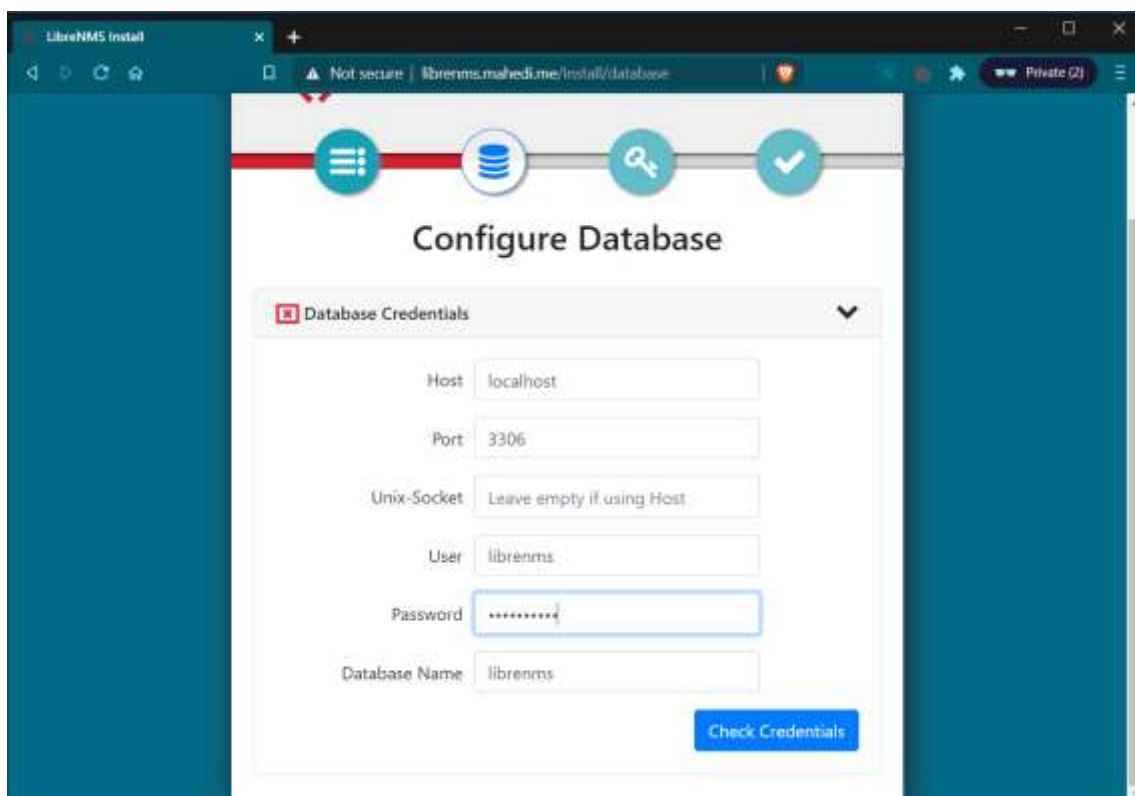 LibreNMS Install
Not secure | librenms.mahedi.me/install/database
Private (2)
Configure Database
Database Credentials
Host localhost
Port 3306
Unix-Socket Leave empty if using Host
User librenms
Password ••••••••••
Database Name librenms
Check Credentials